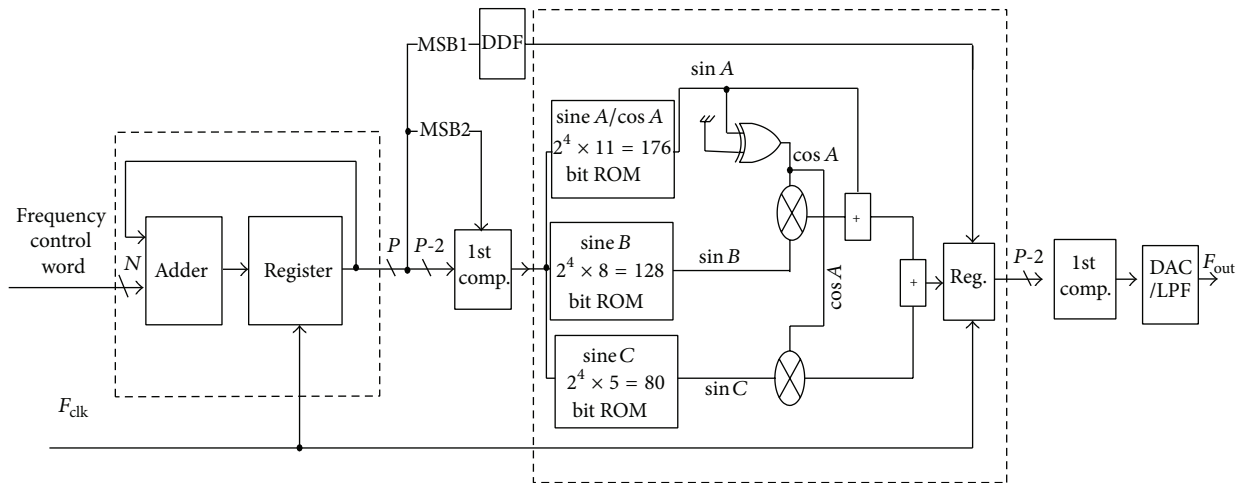 MSB1
DDF
MSB2
Frequency
control
word
N
Adder
Register
P
P-2
1st
comp.
F_clk
sine A/cos A
2^4 × 11 = 176
bit ROM
sin A
cos A
sine B
2^4 × 8 = 128
bit ROM
sin B
cos A
sine C
2^4 × 5 = 80
bit ROM
sin C
+
+
Reg.
P-2
1st
comp.
DAC
/LPF
F_out